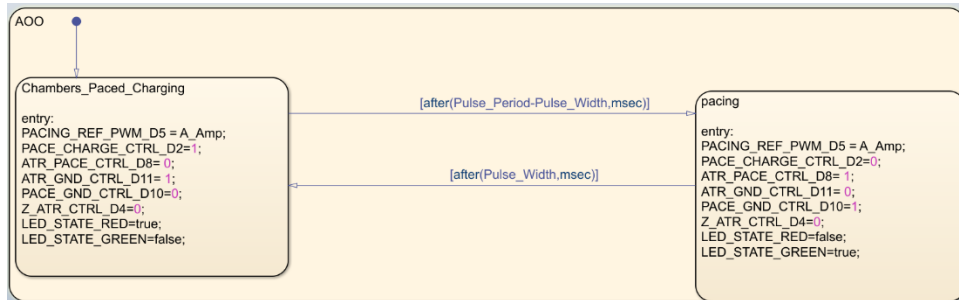 AOO
Chambers_Paced_Charging
entry:
PACING_REF_PWM_D5 = A_Amp;
PACE_CHARGE_CTRL_D2=1;
ATR_PACE_CTRL_D8= 0;
ATR_GND_CTRL_D11= 1;
PACE_GND_CTRL_D10=0;
Z_ATR_CTRL_D4=0;
LED_STATE_RED=true;
LED_STATE_GREEN=false;
[after(Pulse_Period-Pulse_Width,msec)]
[after(Pulse_Width,msec)]
pacing
entry:
PACING_REF_PWM_D5 = A_Amp;
PACE_CHARGE_CTRL_D2=0;
ATR_PACE_CTRL_D8= 1;
ATR_GND_CTRL_D11= 0;
PACE_GND_CTRL_D10=1;
Z_ATR_CTRL_D4=0;
LED_STATE_RED=false;
LED_STATE_GREEN=true;